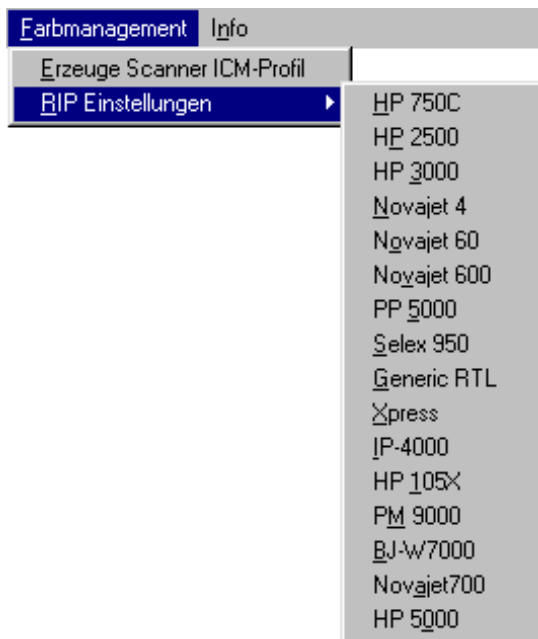 Farbmanagement Info
Erzeuge Scanner ICM-Profil
RIP Einstellungen
HP 750C
HP 2500
HP 3000
Novajet 4
Novajet 60
Novajet 600
PP 5000
Selex 950
Generic RTL
Xpress
IP-4000
HP 105X
PM 9000
BJ-W7000
Novajet700
HP 5000